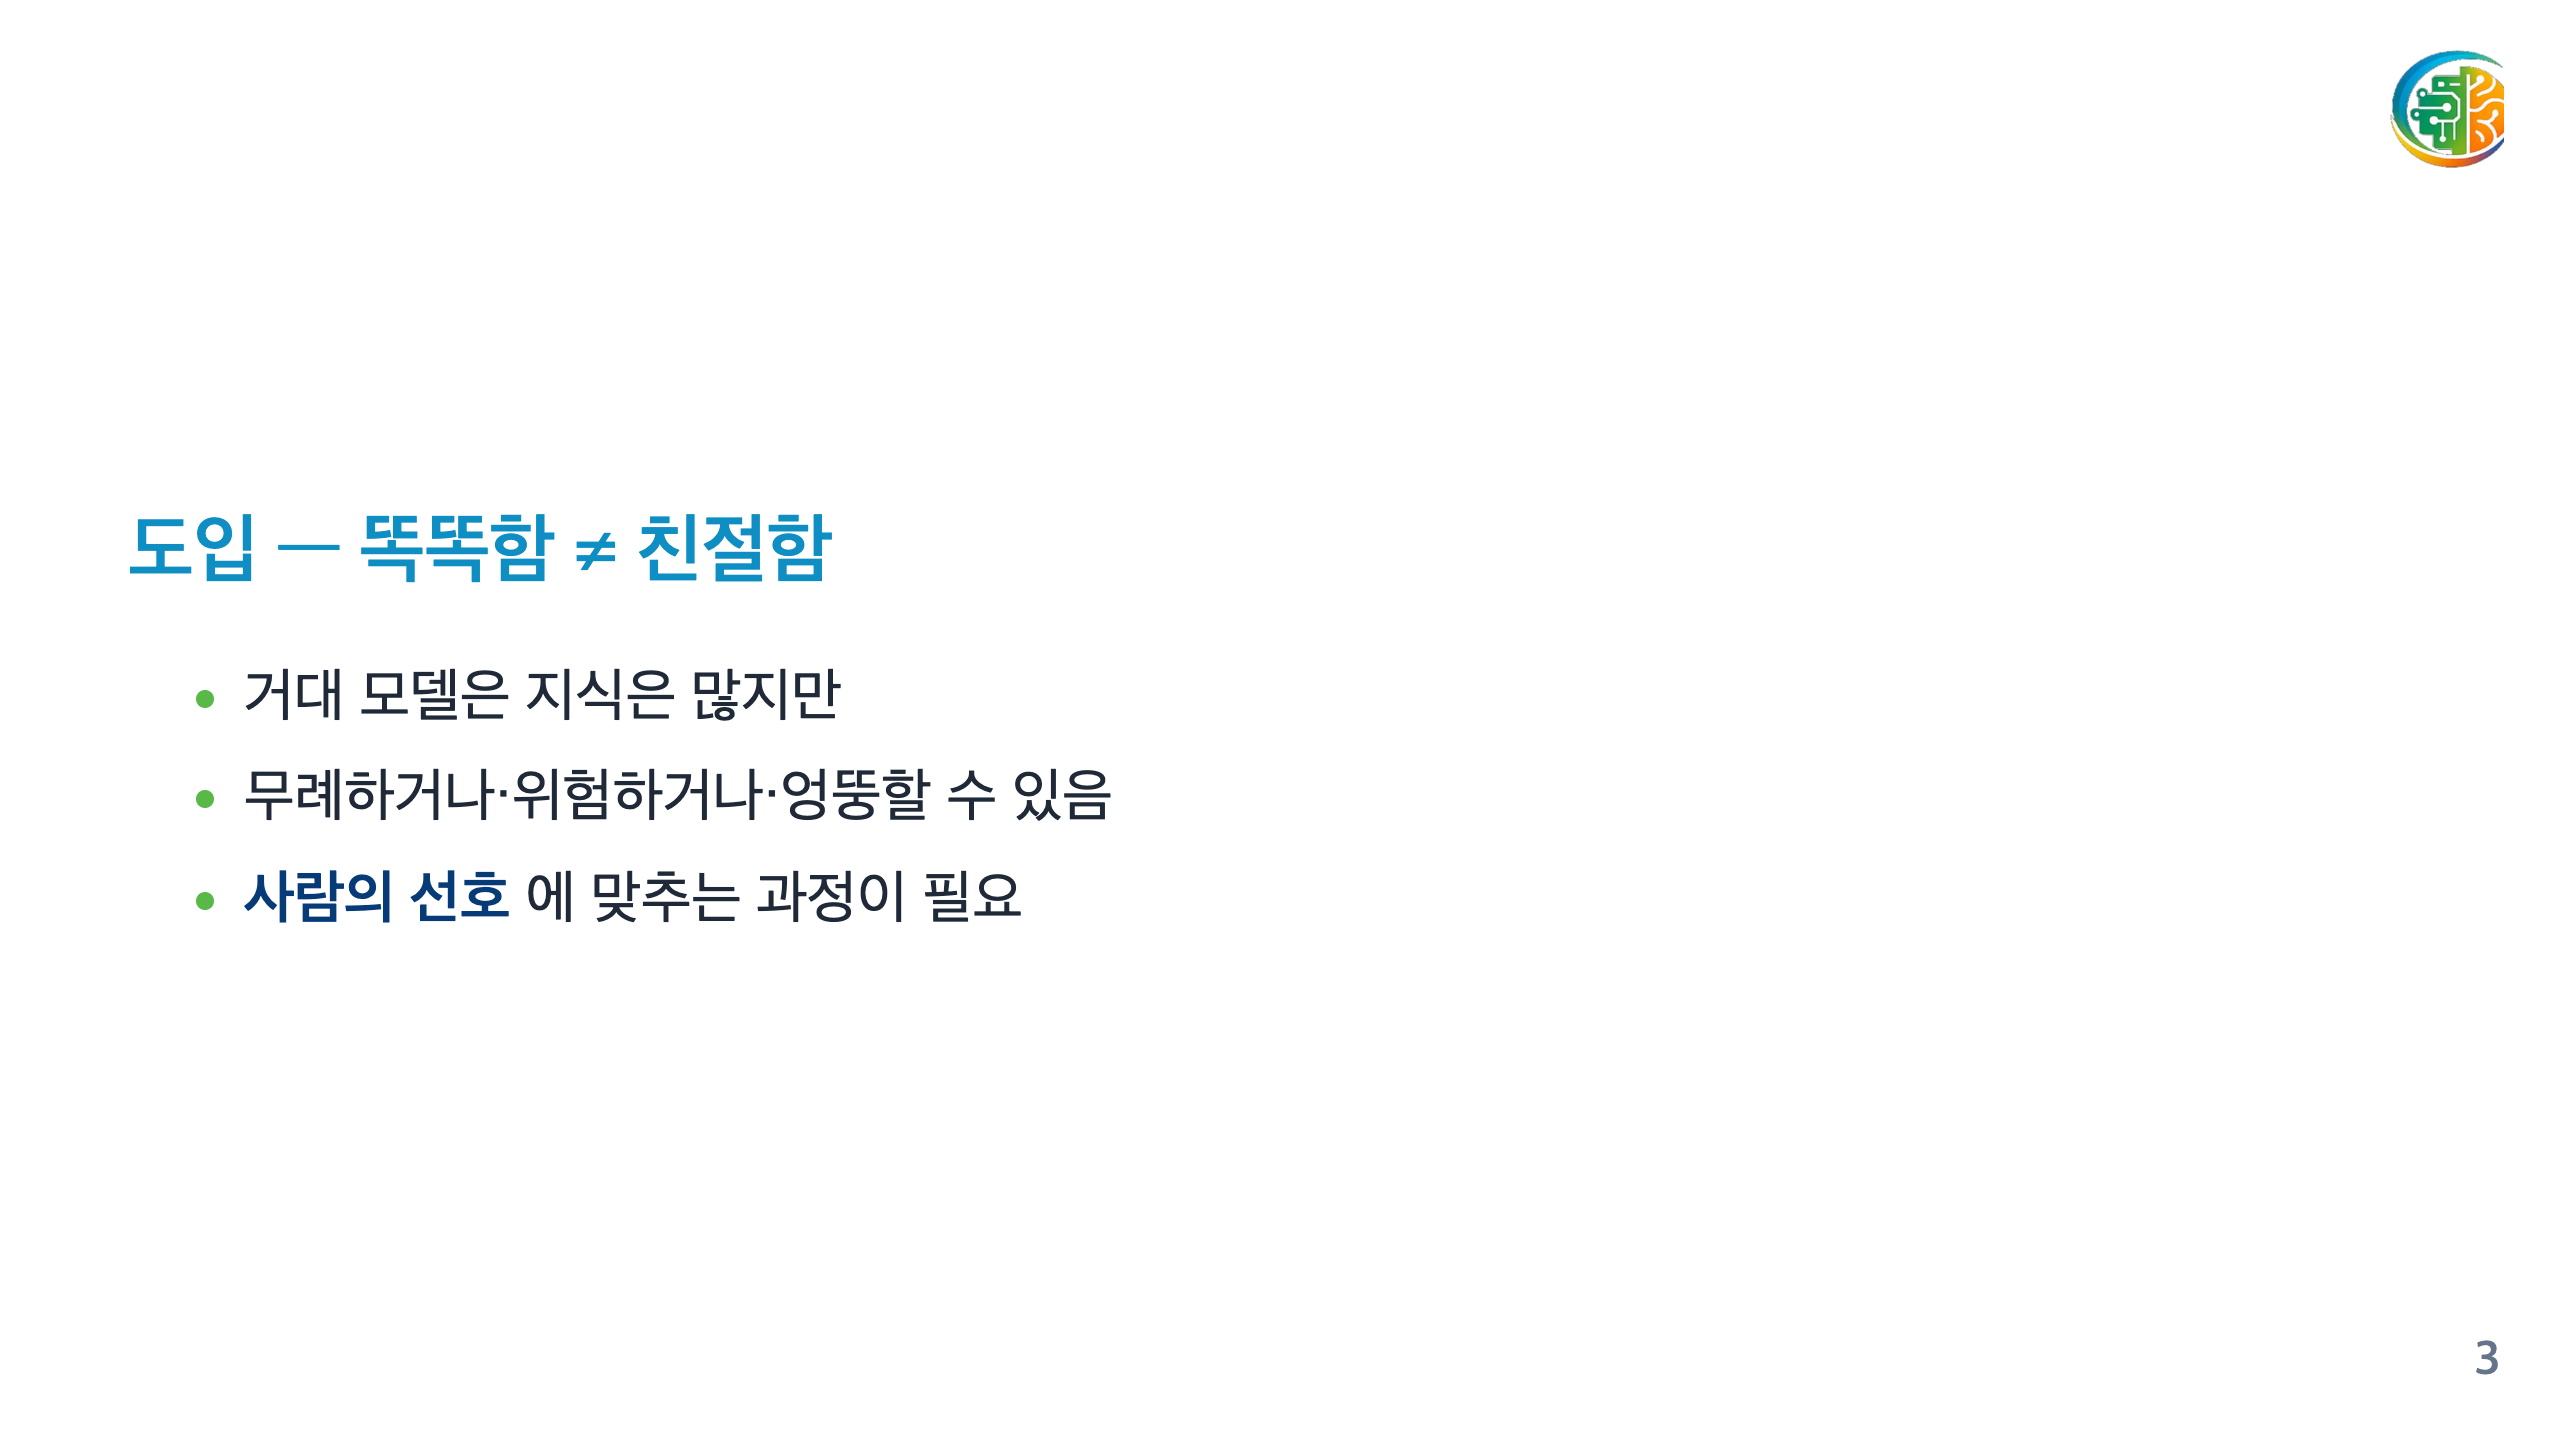 도입 — 똑똑함 ≠ 친절함
• 거대 모델은 지식은 많지만
• 무례하거나·위험하거나·엉뚱할 수 있음
• 사람의 선호 에 맞추는 과정이 필요
3